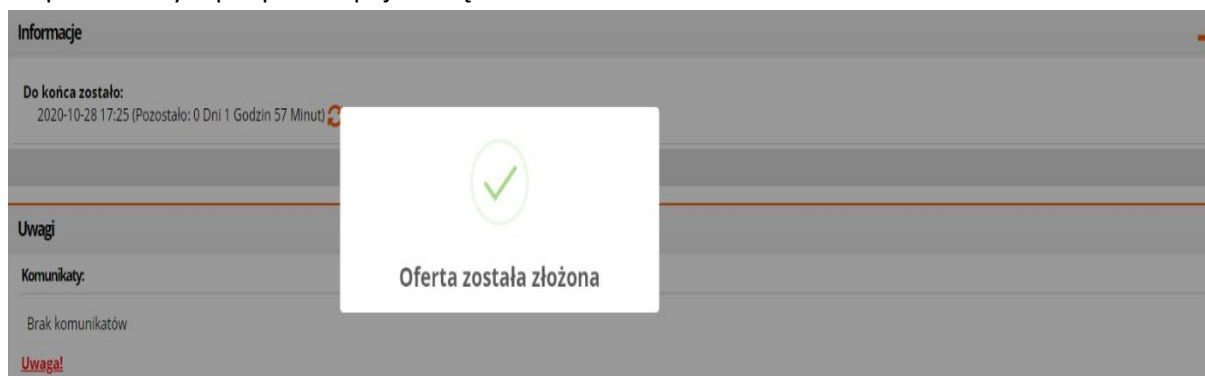 Informacje
Do końca zostało:
2020-10-28 17:25 (Pozostało: 0 Dni 1 Godzin 57 Minut)
Oferta została złożona
Uwagi
Komunikaty:
Brak komunikatów
Uwaga!